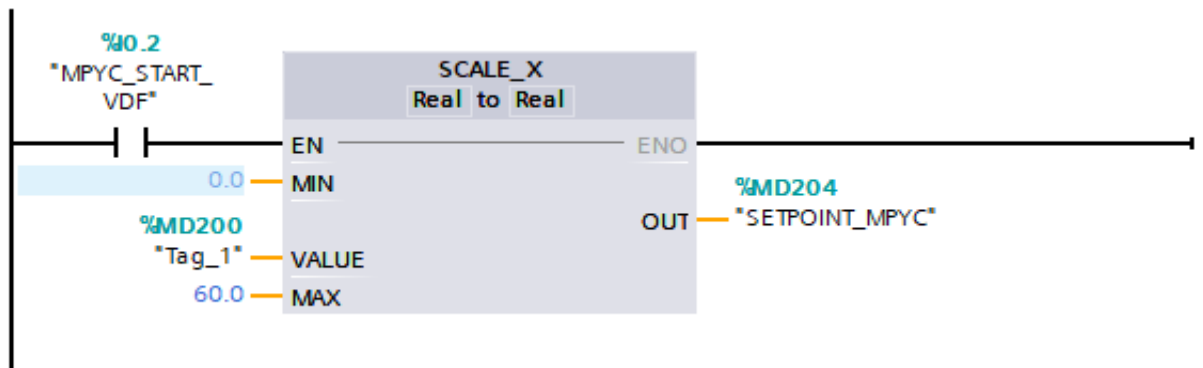 %I0.2
"MPYC_START_
VDF"
SCALE_X
Real to Real
EN
ENO
0.0
MIN
%MD204
"SETPOINT_MPYC"
OUT
%MD200
"Tag_1"
VALUE
60.0
MAX